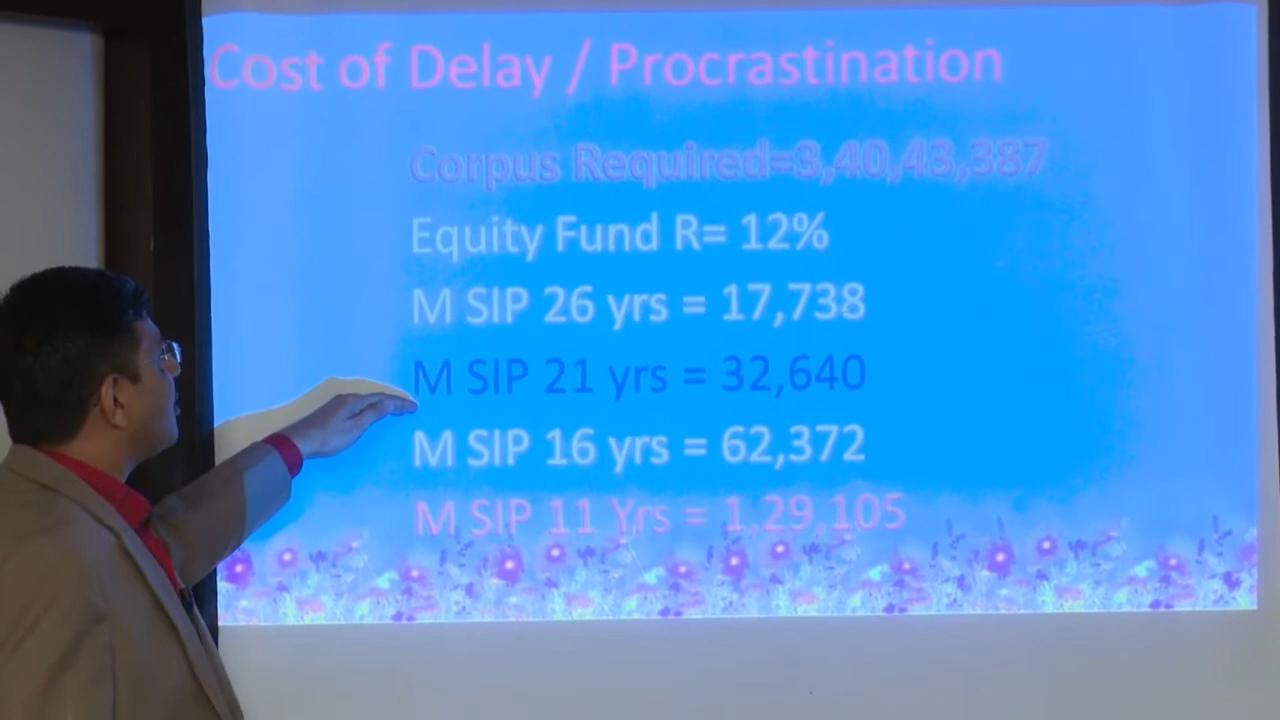 Cost of Delay / Procrastination
Corpus Required=3,40,43,387
Equity Fund R= 12%
M SIP 26 yrs = 17,738
M SIP 21 yrs = 32,640
M SIP 16 yrs = 62,372
M SIP 11 Yrs = 1,29,105